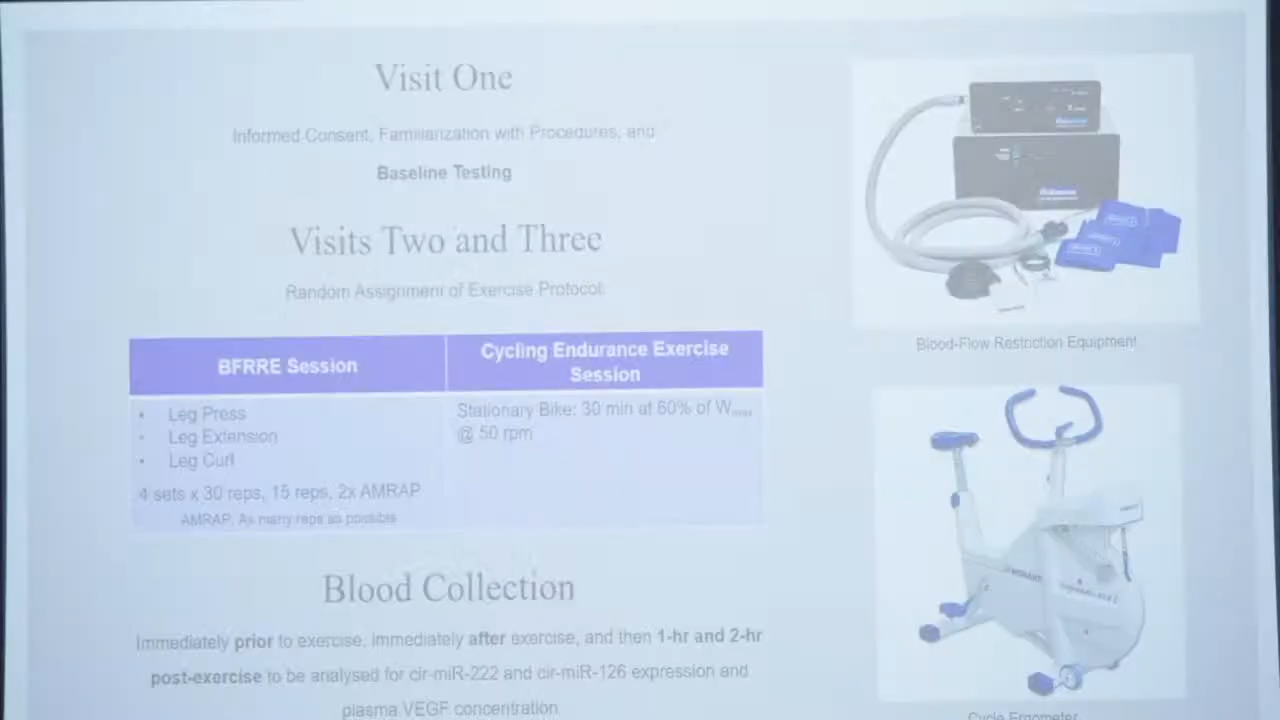 Visit One
Informed Consent, Familiarization with Procedures, and
Baseline Testing
Visits Two and Three
Random Assignment of Exercise Protocol:
BFRRE Session
Cycling Endurance Exercise
Session
• Leg Press
• Leg Extension
• Leg Curl
4 sets x 30 reps, 15 reps, 2x AMRAP
AMRAP: As many reps as possible
Stationary Bike: 30 min at 60% of Wmax
@ 50 rpm
Blood Collection
Immediately prior to exercise, immediately after exercise, and then 1-hr and 2-hr
post-exercise to be analysed for cir-miR-222 and cir-miR-126 expression and
plasma VEGF concentration
Blood-Flow Restriction Equipment
Cycle Ergometer